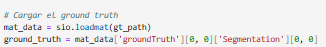 # Cargar el ground truth
mat_data = sio.loadmat(gt_path)
ground_truth = mat_data['groundTruth'][0, 0]['Segmentation'][0, 0]